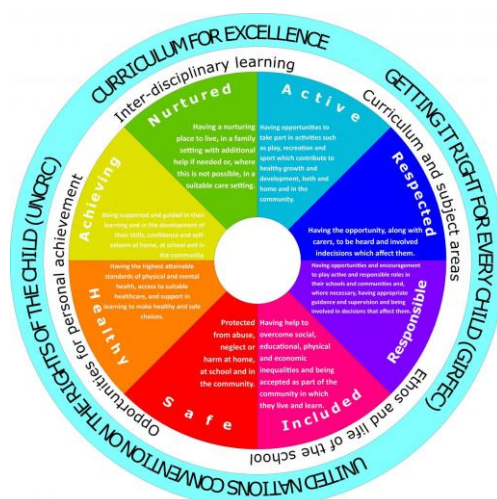 CURRICULUM FOR EXCELLENCE
GETTING IT RIGHT FOR EVERY CHILD (GIRFEC)
UNITED NATIONS CONVENTION ON THE RIGHTS OF THE CHILD (UNCRC)
Inter-disciplinary learning
Curriculum and subject areas
Ethos and life of the school
Opportunities for personal achievement
Nurtured
Having a nurturing
place to live, in a family
setting with additional
help if needed or, where
this is not possible, in a
suitable care setting.
Active
Having opportunities to
take part in activities such
as play, recreation and
sport which contribute to
healthy growth and
development, both and
home and in the
community.
Respected
Having the opportunity, along with
carers, to be heard and involved
indecisions which affect them.
Responsible
Having opportunities and encouragement
to play active and responsible roles in
their schools and communities and,
where necessary, having appropriate
guidance and supervision and being
involved in decisions that affect them.
Included
Having help to
overcome social,
educational, physical
and economic
inequalities and being
accepted as part of the
community in which
they live and learn.
Safe
Protected
from abuse,
neglect or
harm at home,
at school and in
the community.
Healthy
Having the highest attainable
standards of physical and mental
health, access to suitable
healthcare, and support in
learning to make healthy and safe
choices.
Achieving
Being supported and guided in their
learning and in the development of
their skills, confidence and self-
esteem at home, at school and in
the community